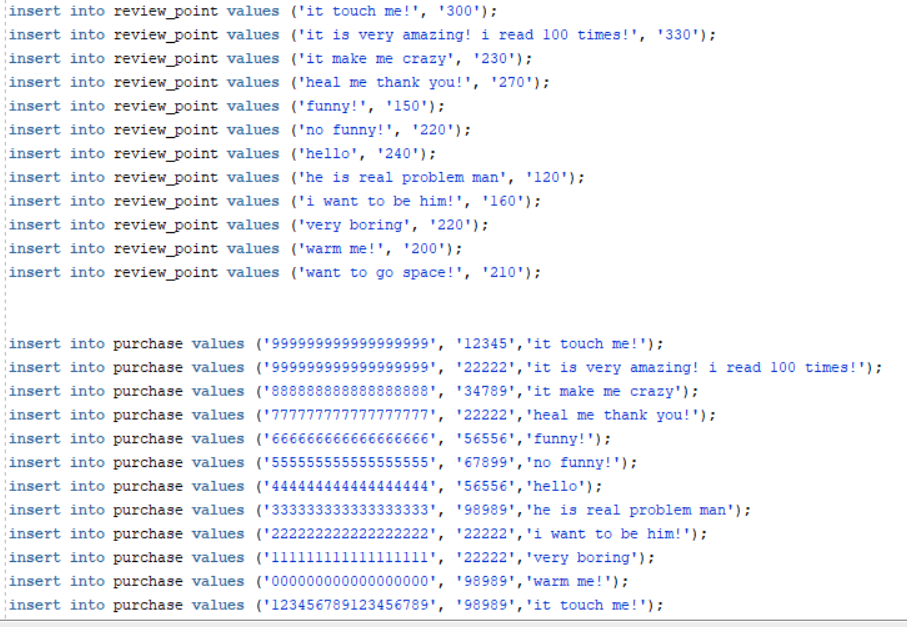 insert into review_point values ('it touch me!', '300');
insert into review_point values ('it is very amazing! i read 100 times!', '330');
insert into review_point values ('it make me crazy', '230');
insert into review_point values ('heal me thank you!', '270');
insert into review_point values ('funny!', '150');
insert into review_point values ('no funny!', '220');
insert into review_point values ('hello', '240');
insert into review_point values ('he is real problem man', '120');
insert into review_point values ('i want to be him!', '160');
insert into review_point values ('very boring', '220');
insert into review_point values ('warm me!', '200');
insert into review_point values ('want to go space!', '210');
insert into purchase values ('999999999999999999', '12345','it touch me!');
insert into purchase values ('999999999999999999', '22222','it is very amazing! i read 100 times!');
insert into purchase values ('888888888888888888', '34789','it make me crazy');
insert into purchase values ('777777777777777777', '22222','heal me thank you!');
insert into purchase values ('666666666666666666', '56556','funny!');
insert into purchase values ('555555555555555555', '67899','no funny!');
insert into purchase values ('444444444444444444', '56556','hello');
insert into purchase values ('333333333333333333', '98989','he is real problem man');
insert into purchase values ('222222222222222222', '22222','i want to be him!');
insert into purchase values ('111111111111111111', '22222','very boring');
insert into purchase values ('000000000000000000', '98989','warm me!');
insert into purchase values ('123456789123456789', '98989','it touch me!');